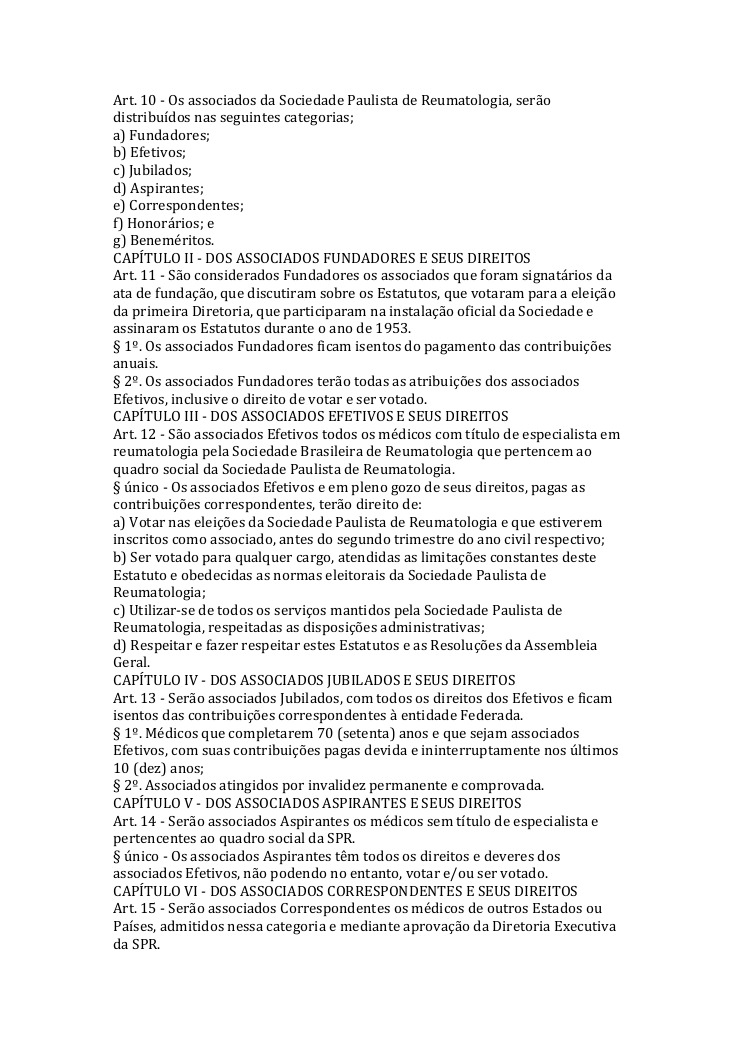 Art. 10 - Os associados da Sociedade Paulista de Reumatologia, serão
distribuídos nas seguintes categorias;
a) Fundadores;
b) Efetivos;
c) Jubilados;
d) Aspirantes;
e) Correspondentes;
f) Honorários; e
g) Beneméritos.
CAPÍTULO II - DOS ASSOCIADOS FUNDADORES E SEUS DIREITOS
Art. 11 - São considerados Fundadores os associados que foram signatários da
ata de fundação, que discutiram sobre os Estatutos, que votaram para a eleição
da primeira Diretoria, que participaram na instalação oficial da Sociedade e
assinaram os Estatutos durante o ano de 1953.
§ 1º. Os associados Fundadores ficam isentos do pagamento das contribuições
anuais.
§ 2º. Os associados Fundadores terão todas as atribuições dos associados
Efetivos, inclusive o direito de votar e ser votado.
CAPÍTULO III - DOS ASSOCIADOS EFETIVOS E SEUS DIREITOS
Art. 12 - São associados Efetivos todos os médicos com título de especialista em
reumatologia pela Sociedade Brasileira de Reumatologia que pertencem ao
quadro social da Sociedade Paulista de Reumatologia.
§ único - Os associados Efetivos e em pleno gozo de seus direitos, pagas as
contribuições correspondentes, terão direito de:
a) Votar nas eleições da Sociedade Paulista de Reumatologia e que estiverem
inscritos como associado, antes do segundo trimestre do ano civil respectivo;
b) Ser votado para qualquer cargo, atendidas as limitações constantes deste
Estatuto e obedecidas as normas eleitorais da Sociedade Paulista de
Reumatologia;
c) Utilizar-se de todos os serviços mantidos pela Sociedade Paulista de
Reumatologia, respeitadas as disposições administrativas;
d) Respeitar e fazer respeitar estes Estatutos e as Resoluções da Assembleia
Geral.
CAPÍTULO IV - DOS ASSOCIADOS JUBILADOS E SEUS DIREITOS
Art. 13 - Serão associados Jubilados, com todos os direitos dos Efetivos e ficam
isentos das contribuições correspondentes à entidade Federada.
§ 1º. Médicos que completarem 70 (setenta) anos e que sejam associados
Efetivos, com suas contribuições pagas devida e ininterruptamente nos últimos
10 (dez) anos;
§ 2º. Associados atingidos por invalidez permanente e comprovada.
CAPÍTULO V - DOS ASSOCIADOS ASPIRANTES E SEUS DIREITOS
Art. 14 - Serão associados Aspirantes os médicos sem título de especialista e
pertencentes ao quadro social da SPR.
§ único - Os associados Aspirantes têm todos os direitos e deveres dos
associados Efetivos, não podendo no entanto, votar e/ou ser votado.
CAPÍTULO VI - DOS ASSOCIADOS CORRESPONDENTES E SEUS DIREITOS
Art. 15 - Serão associados Correspondentes os médicos de outros Estados ou
Países, admitidos nessa categoria e mediante aprovação da Diretoria Executiva
da SPR.